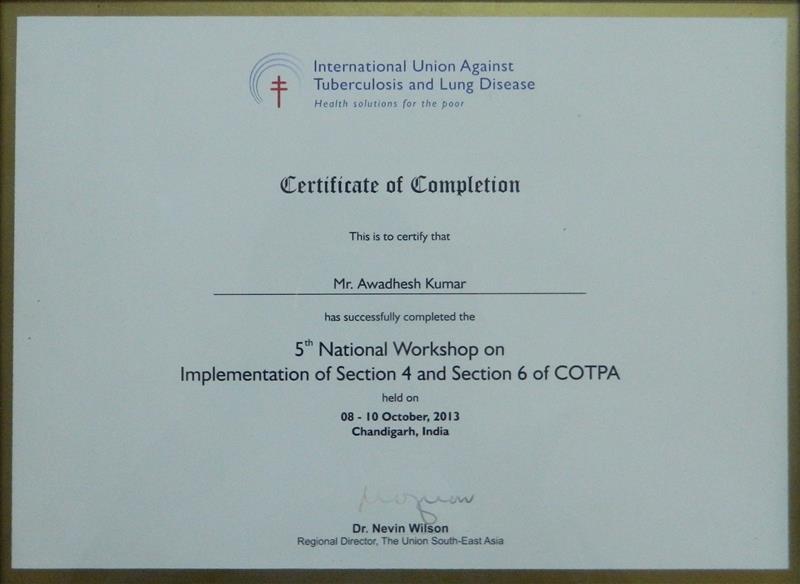 International Union Against
Tuberculosis and Lung Disease
Health solutions for the poor
Certificate of Completion
This is to certify that
Mr. Awadhesh Kumar
has successfully completed the
5th National Workshop on
Implementation of Section 4 and Section 6 of COTPA
held on
08 - 10 October, 2013
Chandigarh, India
Dr. Nevin Wilson
Regional Director, The Union South-East Asia